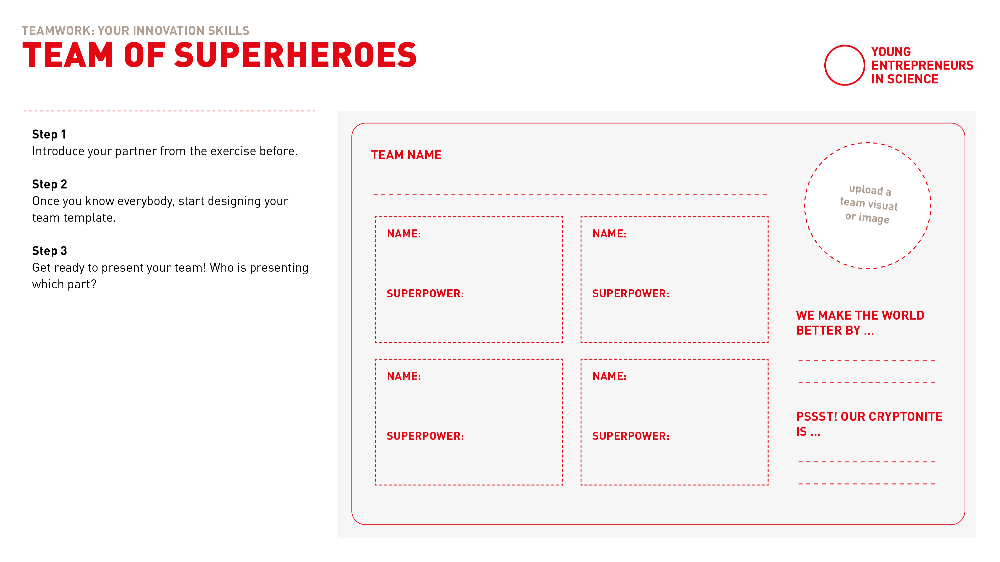 TEAMWORK: YOUR INNOVATION SKILLS
TEAM OF SUPERHEROES
YOUNG
ENTREPRENEURS
IN SCIENCE
Step 1
Introduce your partner from the exercise before.
Step 2
Once you know everybody, start designing your
team template.
Step 3
Get ready to present your team! Who is presenting
which part?
TEAM NAME
upload a
team visual
or image
NAME:
SUPERPOWER:
NAME:
SUPERPOWER:
NAME:
SUPERPOWER:
NAME:
SUPERPOWER:
WE MAKE THE WORLD
BETTER BY ...
PSSST! OUR CRYPTONITE
IS ...